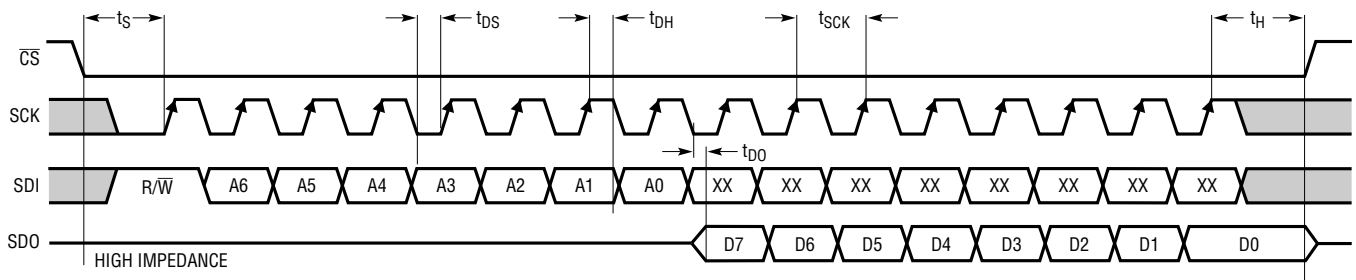 tS tDS tDH tSCK tH
CS
SCK
tDO
SDI R/W A6 A5 A4 A3 A2 A1 A0 XX XX XX XX XX XX XX XX
SDO D7 D6 D5 D4 D3 D2 D1 D0
HIGH IMPEDANCE